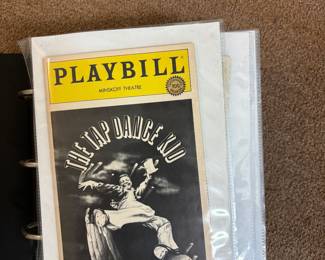 PLAYBILL
MINSKOFF THEATRE
THE TAP DANCE KID